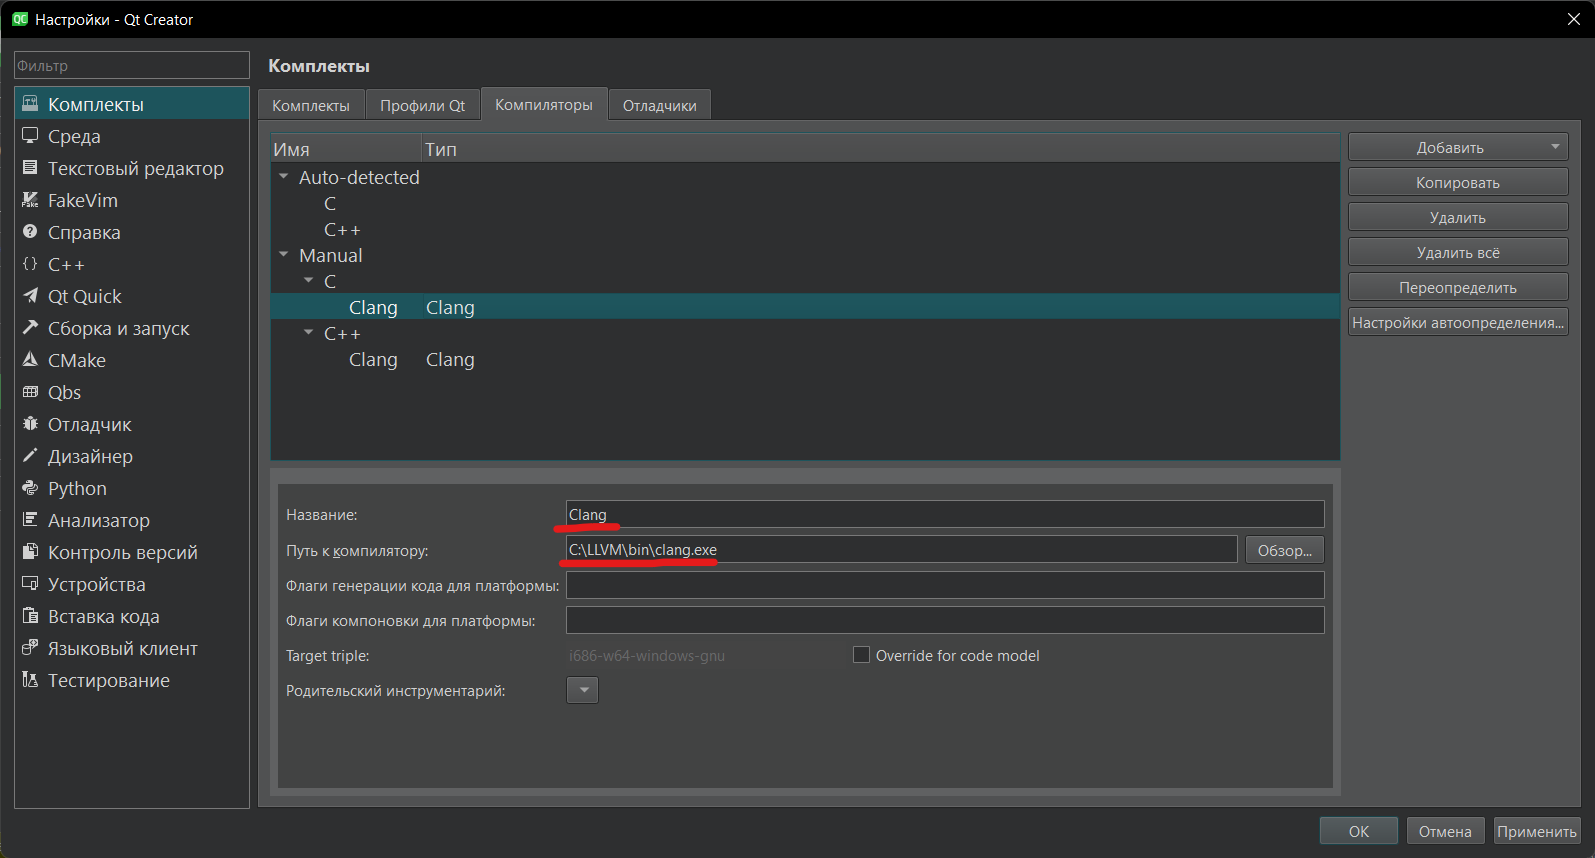 Настройки - Qt Creator
Фильтр
Комплекты
Среда
Текстовый редактор
FakeVim
Справка
C++
Qt Quick
Сборка и запуск
CMake
Qbs
Отладчик
Дизайнер
Python
Анализатор
Контроль версий
Устройства
Вставка кода
Языковый клиент
Тестирование
Комплекты
Комплекты
Профили Qt
Компиляторы
Отладчики
Имя Тип
Auto-detected
C
C++
Manual
C
Clang Clang
C++
Clang Clang
Добавить
Копировать
Удалить
Удалить всё
Переопределить
Настройки автоопределения...
Название: Clang
Путь к компилятору: C:\LLVM\bin\clang.exe Обзор...
Флаги генерации кода для платформы:
Флаги компоновки для платформы:
Target triple: i686-w64-windows-gnu Override for code model
Родительский инструментарий:
OK Отмена Применить